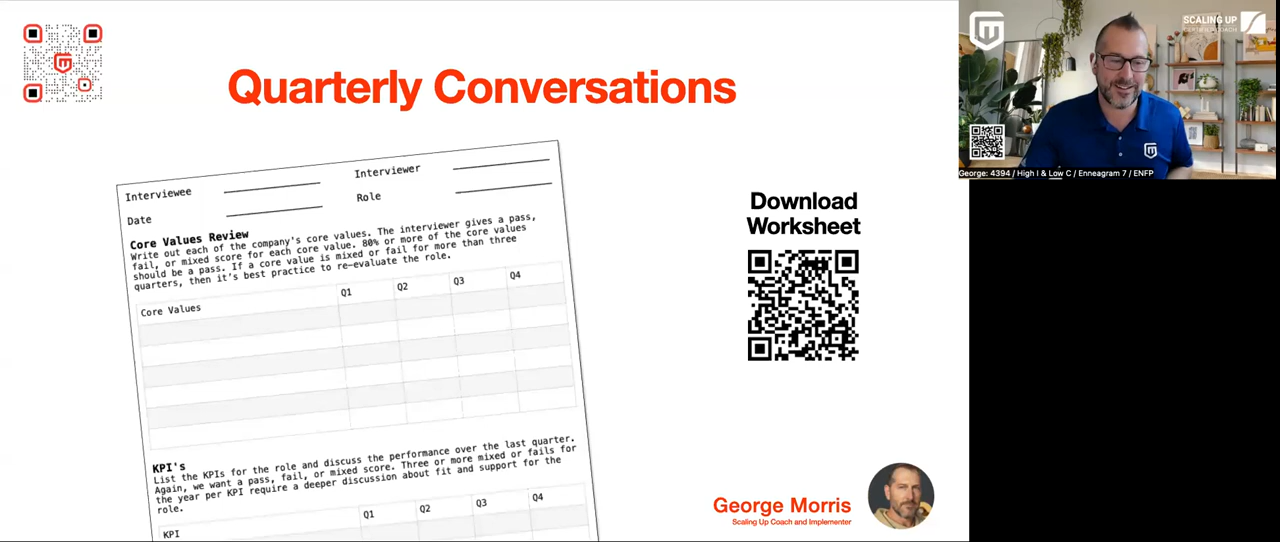 Quarterly Conversations
Interviewee
Interviewer
Date
Role
Core Values Review
Write out each of the company's core values. The interviewer gives a pass,
fail, or mixed score for each core value. 80% or more of the core values
should be a pass. If a core value is mixed or fail for more than three
quarters, then it's best practice to re-evaluate the role.
Core Values Q1 Q2 Q3 Q4
KPI's
List the KPIs for the role and discuss the performance over the last quarter.
Again, we want a pass, fail, or mixed score. Three or more mixed or fails for
the year per KPI require a deeper discussion about fit and support for the
role.
KPI Q1 Q2 Q3 Q4
Download
Worksheet
George Morris
Scaling Up Coach and Implementer
SCALING UP
George: 4394 / High I & Low C / Enneagram 7 / ENFP